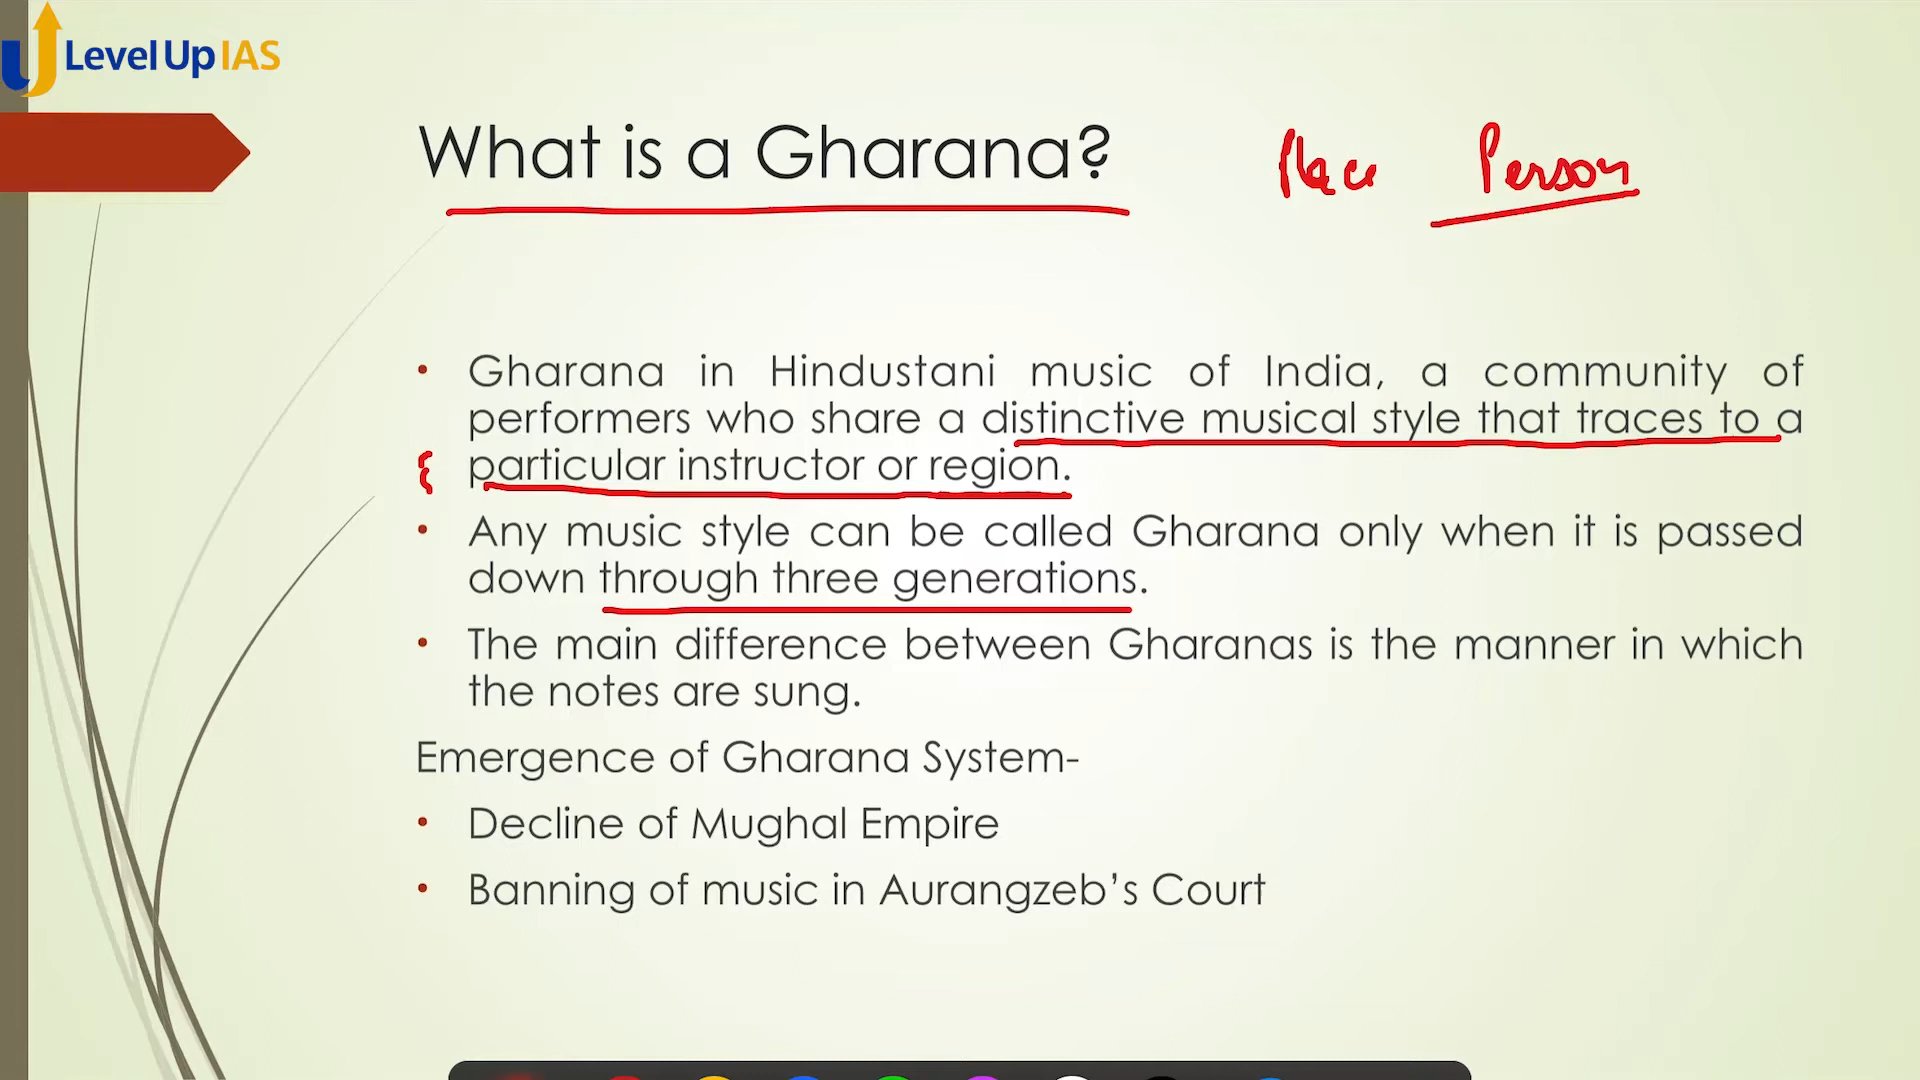 Level Up IAS
What is a Gharana?
Place Person
• Gharana in Hindustani music of India, a community of
performers who share a distinctive musical style that traces to a
particular instructor or region.
• Any music style can be called Gharana only when it is passed
down through three generations.
• The main difference between Gharanas is the manner in which
the notes are sung.
Emergence of Gharana System-
• Decline of Mughal Empire
• Banning of music in Aurangzeb’s Court